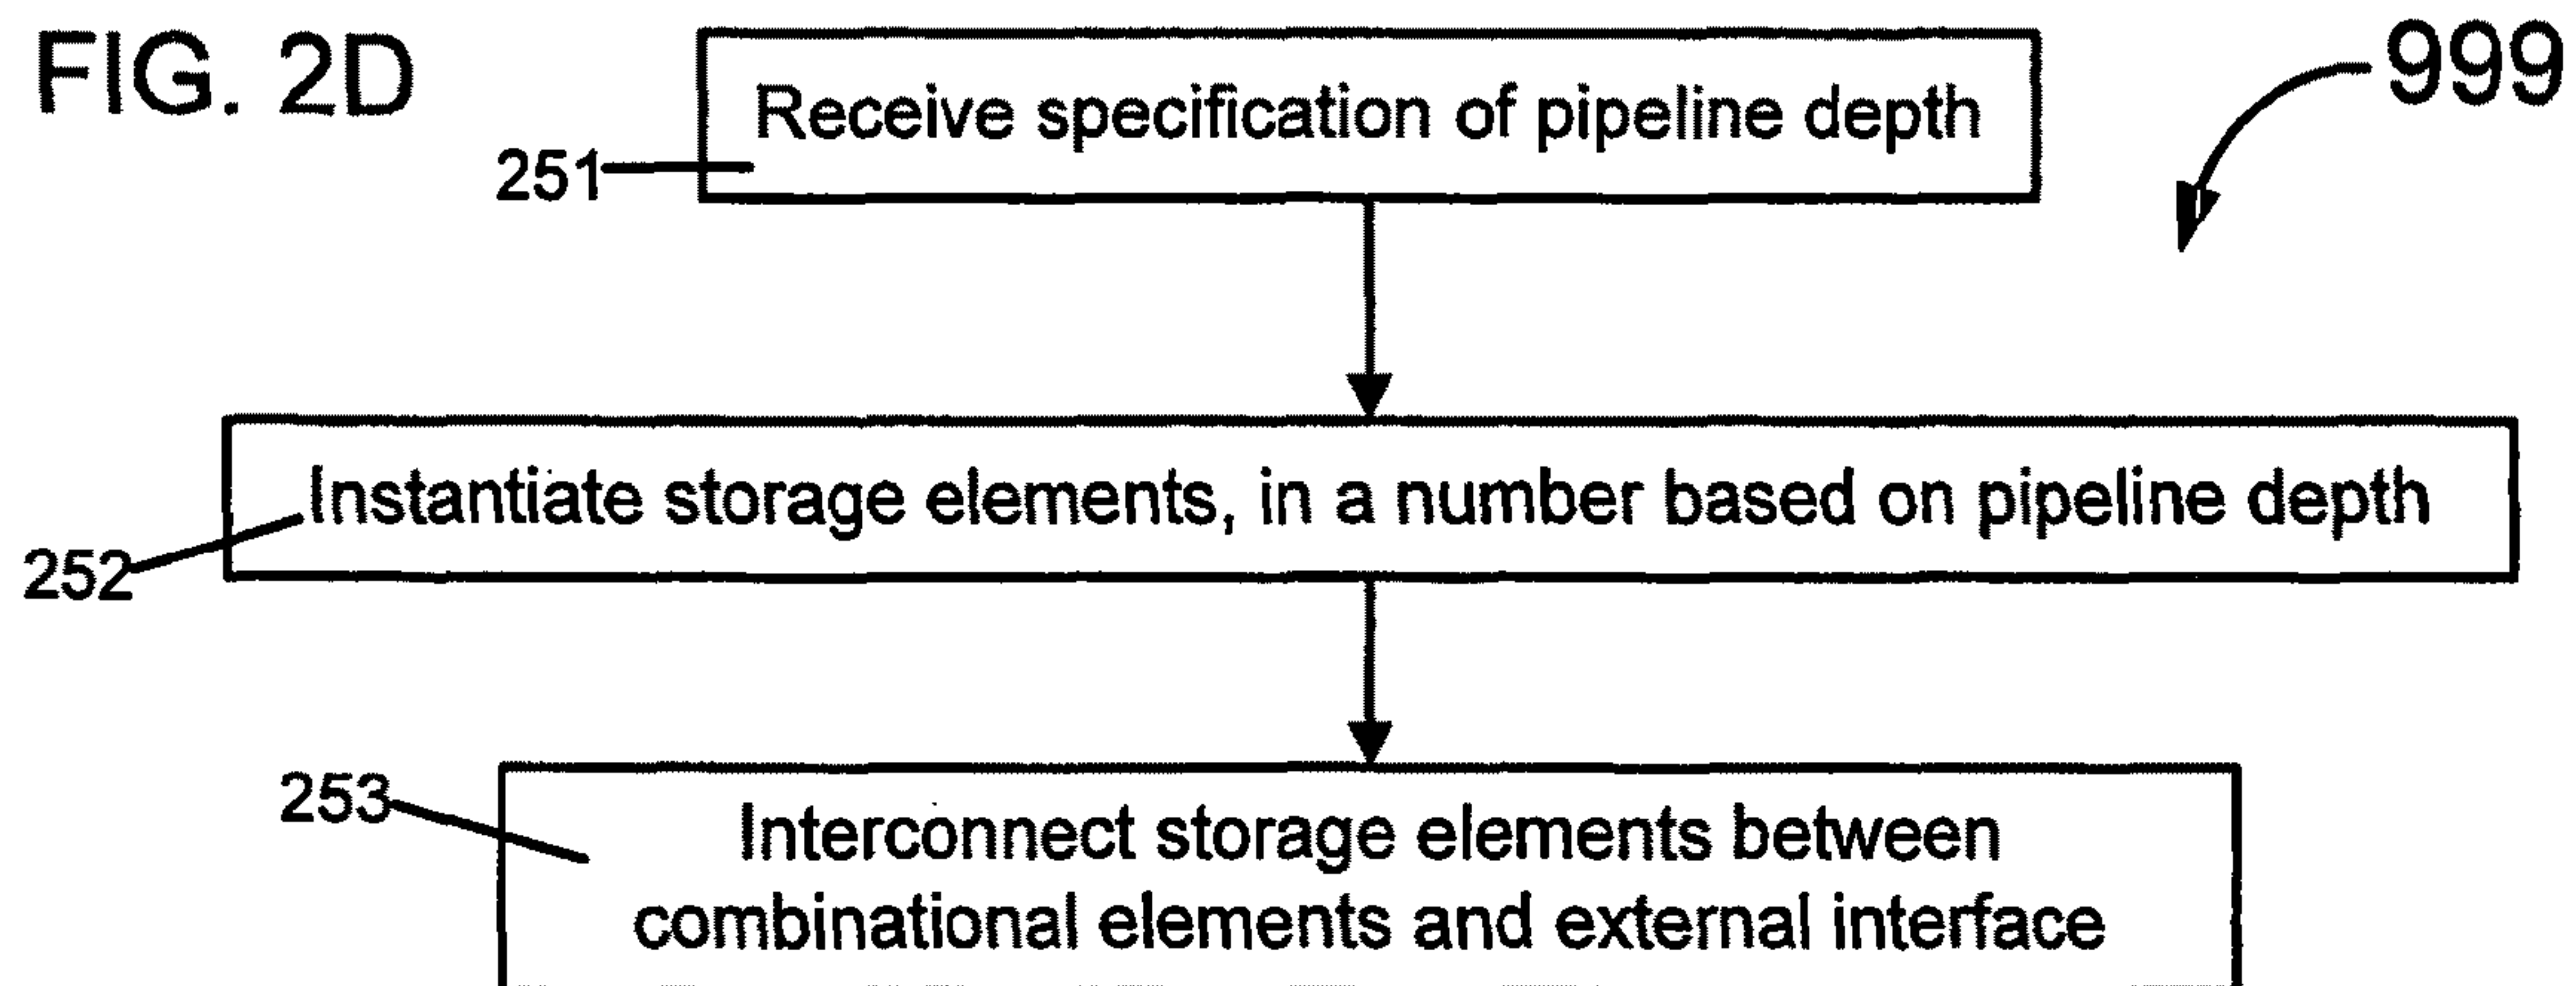 FIG. 2D
999
Receive specification of pipeline depth
251
Instantiate storage elements, in a number based on pipeline depth
252
253
Interconnect storage elements between
combinational elements and external interface